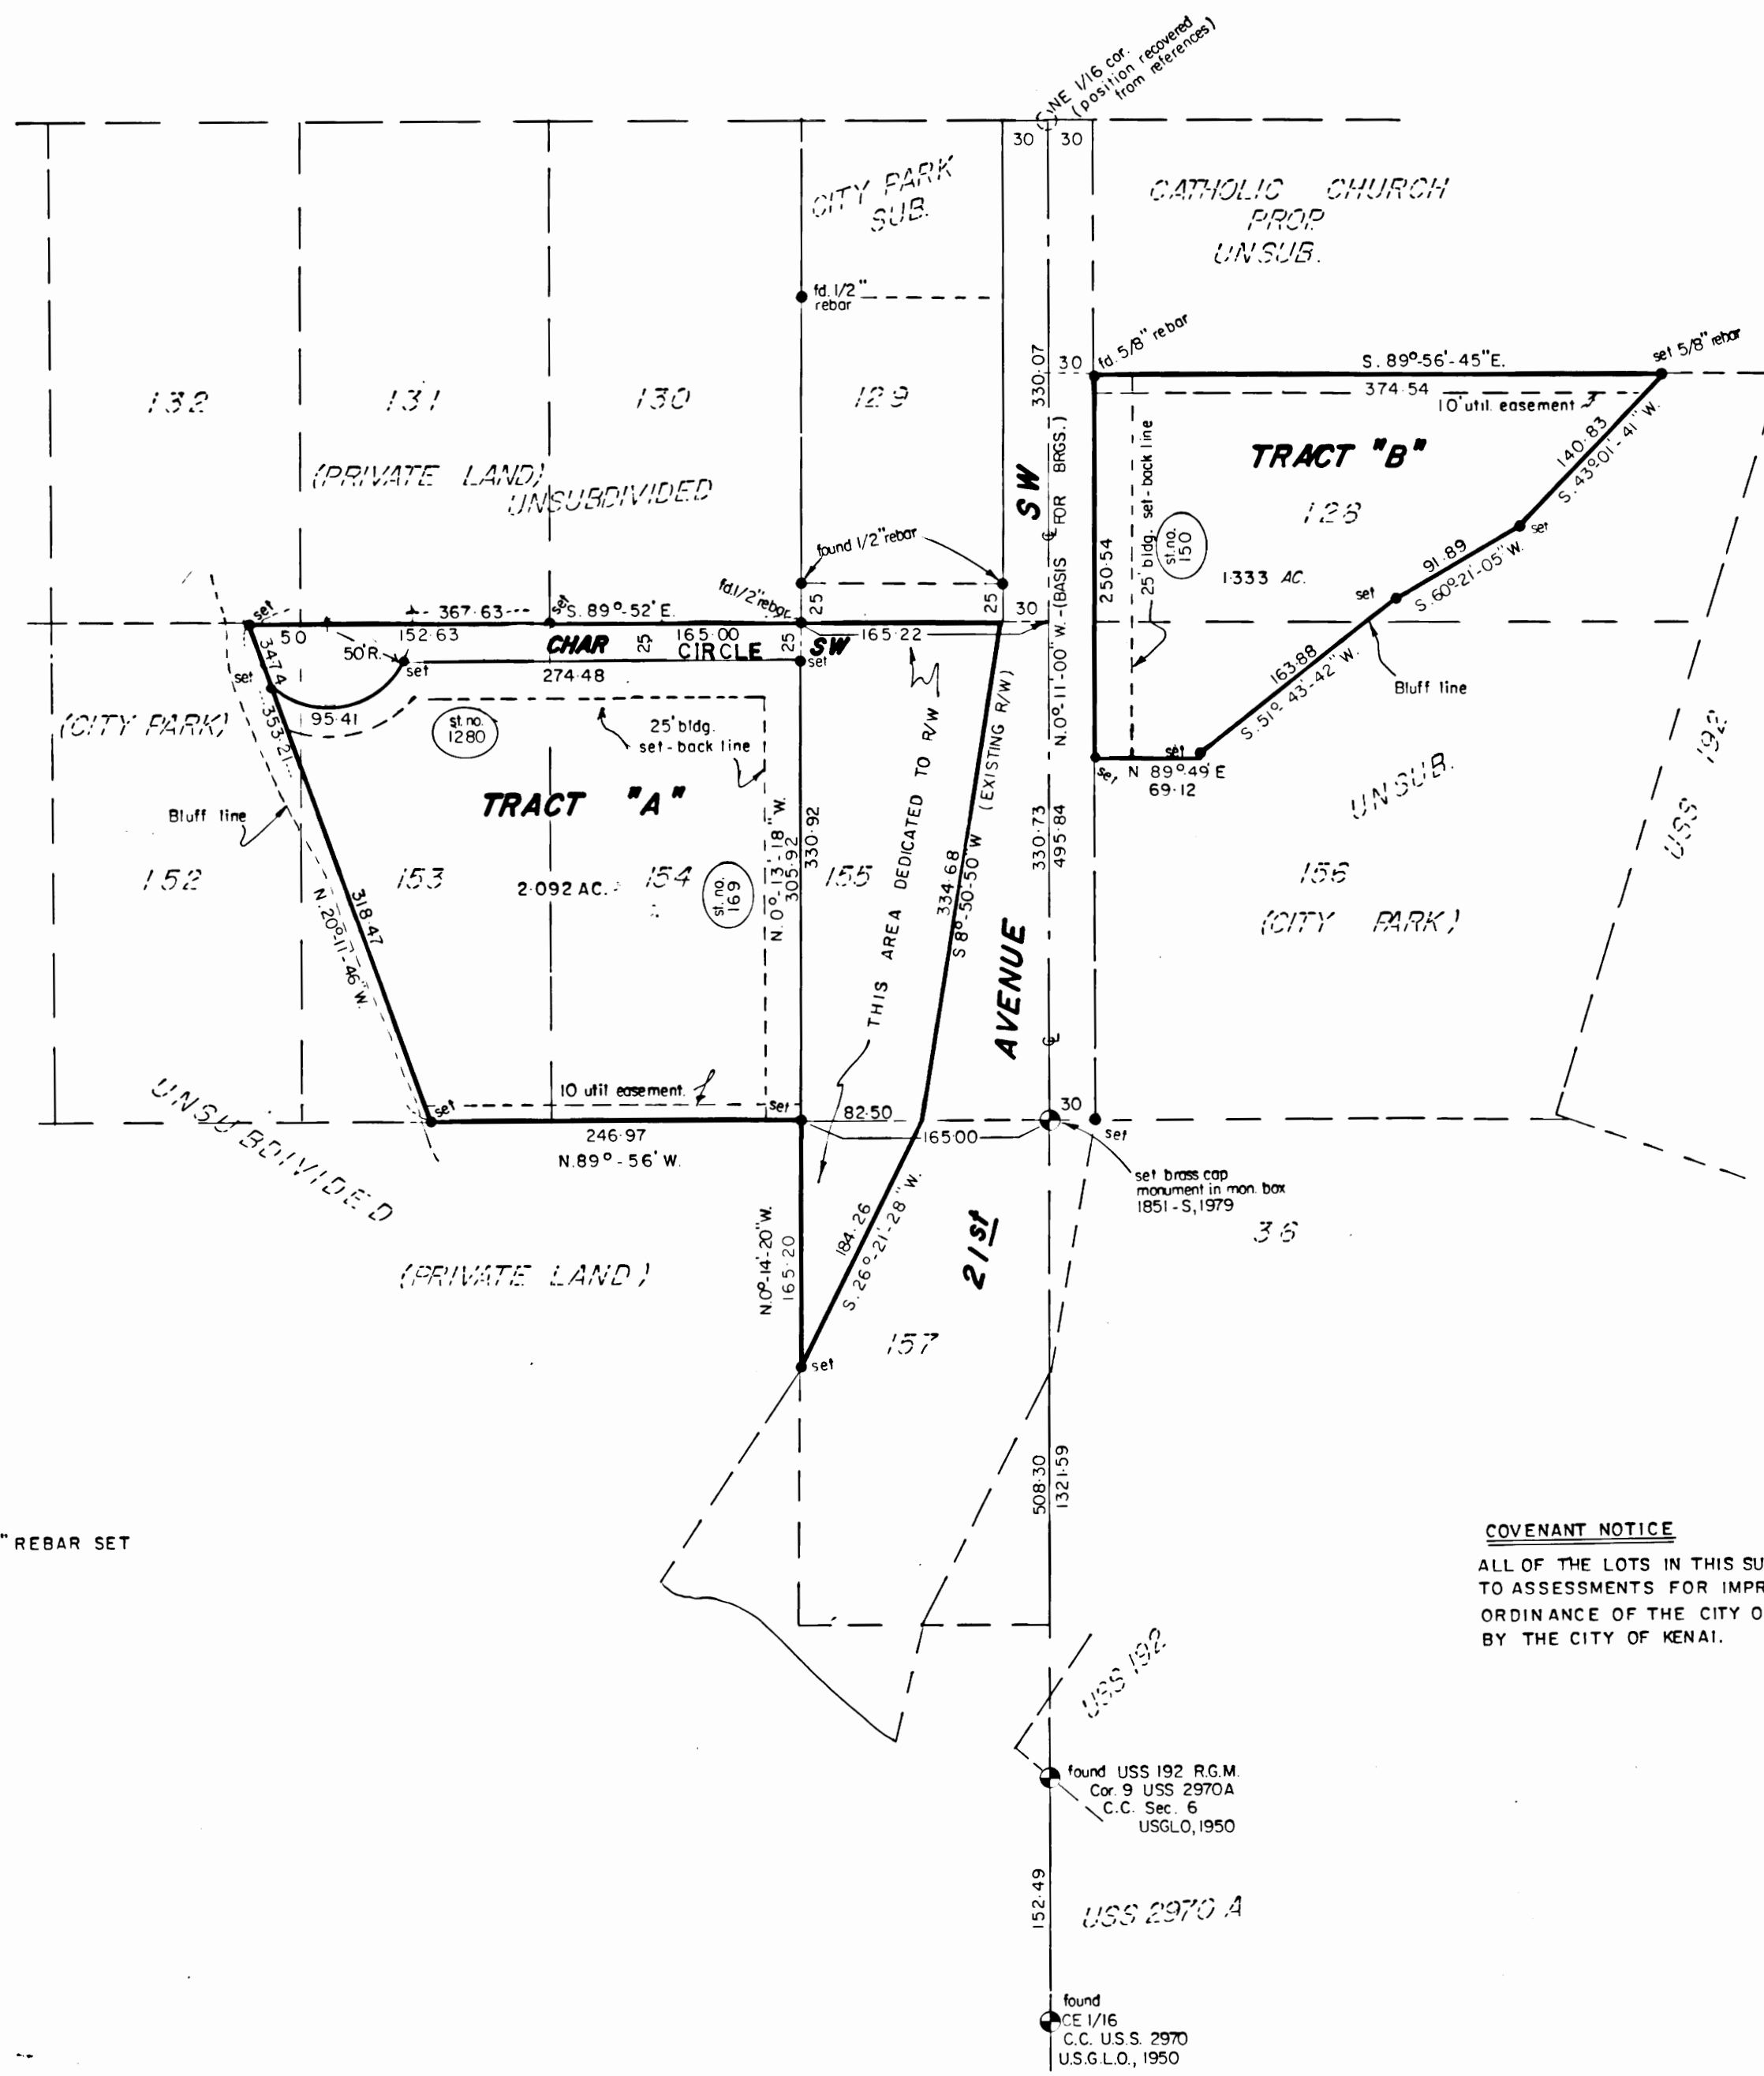 NE 1/16 cor.
(position recovered
from references)
30
30
CITY PARK
SUB.
CATHOLIC CHURCH
PROP.
UNSUB.
fd. 1/2"
rebar
330.07
30
fd. 5/8" rebar
S. 89°-56'-45"E.
374.54
set 5/8" rebar
10' util. easement
132
131
130
129
SW
TRACT "B"
128
140.83
S. 43°-01'-41" W.
(PRIVATE LAND)
UNSUBDIVIDED
N.0°-11'-00" W.-(BASIS FOR BRGS.)
250.54
25' bldg. set-back line
st. no.
150
1.333 AC.
set
91.89
S. 60°-21'-05" W.
set
found 1/2" rebar
fd.1/2" rebar
25
25
30
set
367.63
set
S. 89°-52' E.
50
152.63
165.00
165.22
50' R.
CHAR
25
CIRCLE
25
SW
set
set
274.48
34.74
set
353.21
95.41
(CITY PARK)
st. no.
1280
25' bldg.
set-back line
163.88
S. 51° 43'-42" W.
Bluff line
set
set
N 89°-49' E
69.12
USS 192
UNSUB.
Bluff line
TRACT "A"
THIS AREA DEDICATED TO R/W
(EXISTING R/W)
N. 0°-13'-18" W.
305.92
330.92
334.68
S 8°-50'-50" W
330.73
495.84
152
153
2.092 AC.
154
st. no.
169
155
156
(CITY PARK)
318.47
N. 20°-11'-46" W.
AVENUE
UNSUBDIVIDED
set
10 util easement.
set
82.50
30
246.97
N.89°-56' W.
165.00
set
set brass cap
monument in mon. box
1851-S, 1979
36
N.0°-14'-20" W.
165.20
184.26
S. 26°-21'-28" W.
21st
(PRIVATE LAND)
157
set
508.30
1321.59
" REBAR SET
COVENANT NOTICE
ALL OF THE LOTS IN THIS SU
TO ASSESSMENTS FOR IMPR
ORDINANCE OF THE CITY O
BY THE CITY OF KENAI.
USS 192
found USS 192 R.G.M.
Cor. 9 USS 2970A
C.C. Sec. 6
USGLO, 1950
152.49
USS 2970 A
found
CE 1/16
C.C. U.S.S. 2970
U.S.G.L.O., 1950